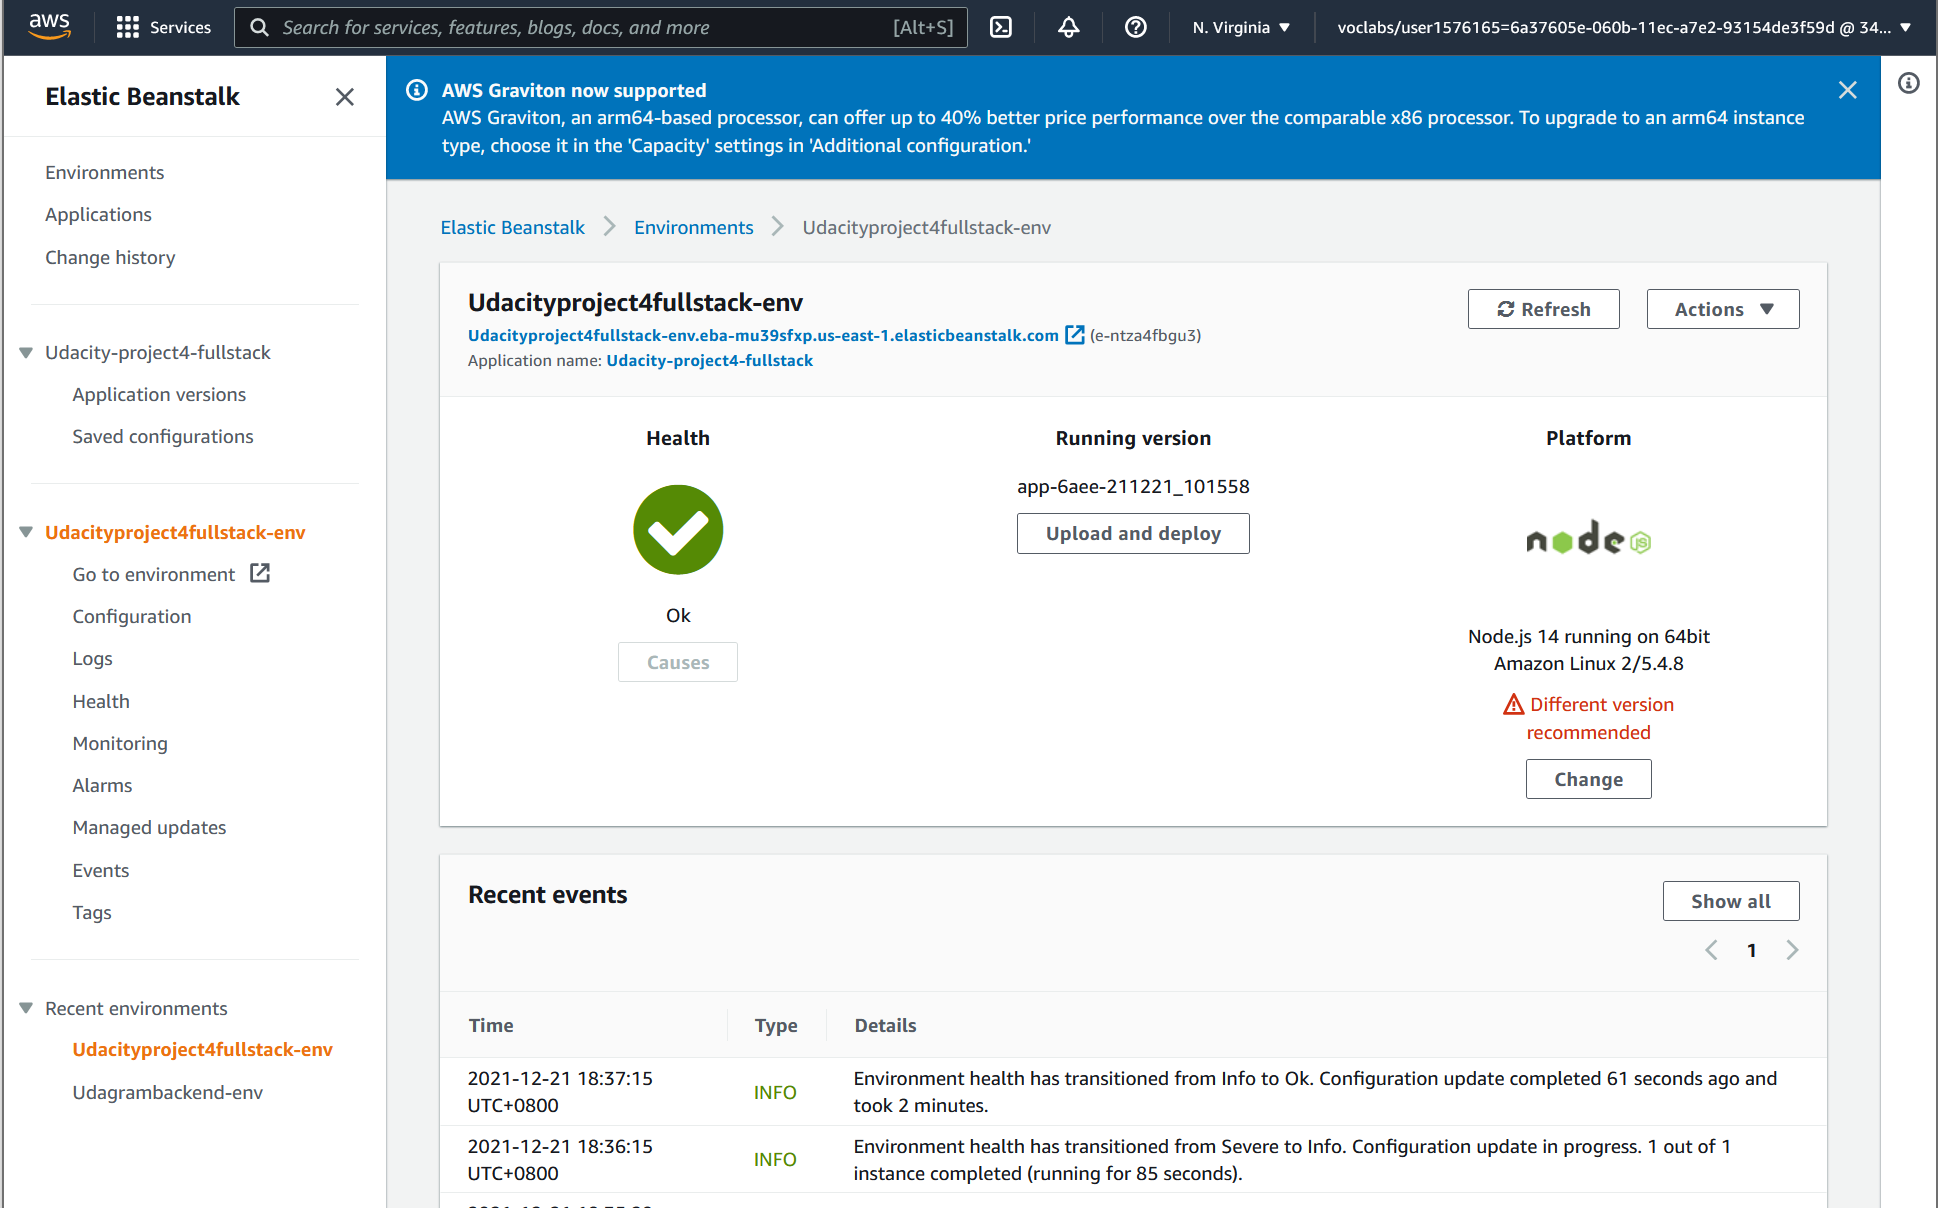 aws
Services
Search for services, features, blogs, docs, and more
[Alt+S]
N. Virginia
voclabs/user1576165=6a37605e-060b-11ec-a7e2-93154de3f59d @ 34...
Elastic Beanstalk
Environments
Applications
Change history
Udacity-project4-fullstack
Application versions
Saved configurations
Udacityproject4fullstack-env
Go to environment
Configuration
Logs
Health
Monitoring
Alarms
Managed updates
Events
Tags
Recent environments
Udacityproject4fullstack-env
Udagrambackend-env
AWS Graviton now supported
AWS Graviton, an arm64-based processor, can offer up to 40% better price performance over the comparable x86 processor. To upgrade to an arm64 instance
type, choose it in the 'Capacity' settings in 'Additional configuration.'
Elastic Beanstalk
Environments
Udacityproject4fullstack-env
Udacityproject4fullstack-env
Udacityproject4fullstack-env.eba-mu39sfxp.us-east-1.elasticbeanstalk.com (e-ntza4fbgu3)
Application name: Udacity-project4-fullstack
Refresh
Actions
Health
Ok
Causes
Running version
app-6aee-211221_101558
Upload and deploy
Platform
node JS
Node.js 14 running on 64bit
Amazon Linux 2/5.4.8
Different version
recommended
Change
Recent events
Show all
1
Time
Type
Details
2021-12-21 18:37:15
UTC+0800
INFO
Environment health has transitioned from Info to Ok. Configuration update completed 61 seconds ago and
took 2 minutes.
2021-12-21 18:36:15
UTC+0800
INFO
Environment health has transitioned from Severe to Info. Configuration update in progress. 1 out of 1
instance completed (running for 85 seconds).